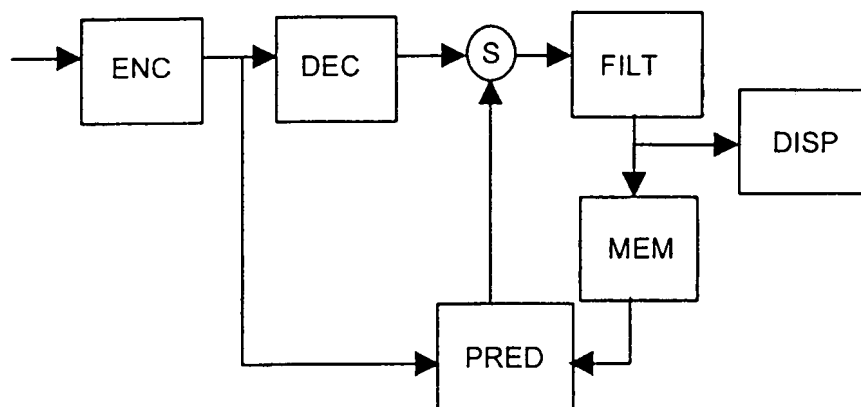 ENC
DEC
S
FILT
DISP
MEM
PRED